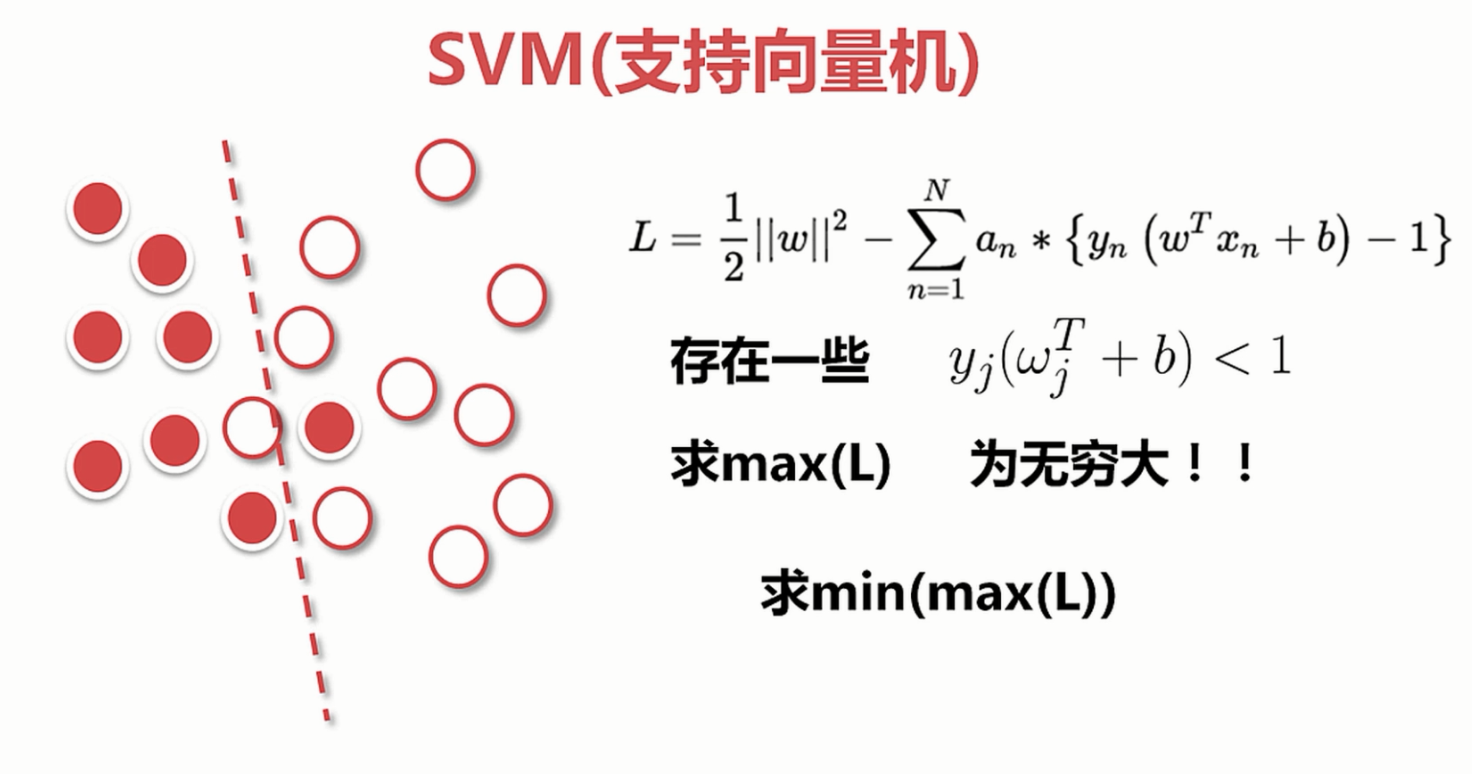 SVM(支持向量机)
L = \frac{1}{2}||w||^2 - \sum_{n=1}^{N} a_n * \{y_n (w^T x_n + b) - 1\}
存在一些 y_j(ω_j^T + b) < 1
求max(L) 为无穷大！！
求min(max(L))